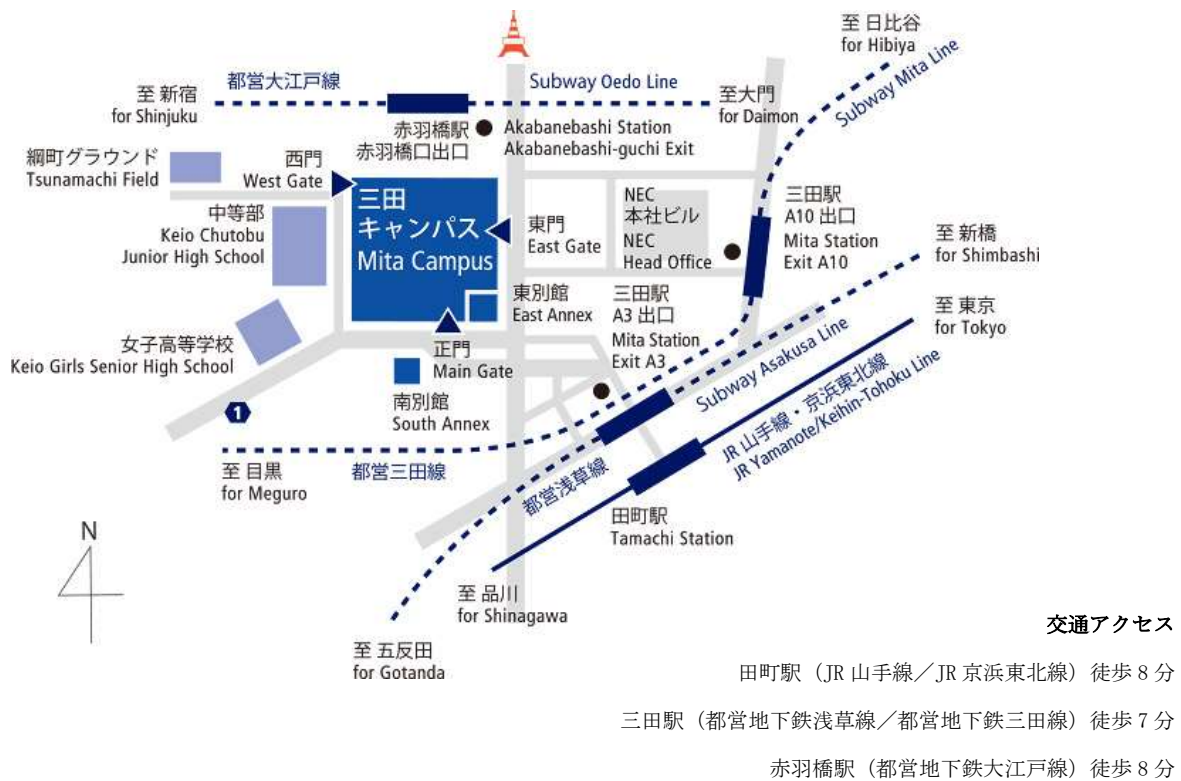 至 日比谷
for Hibiya
Subway Mita Line
都営大江戸線
Subway Oedo Line
至 新宿
for Shinjuku
至大門
for Daimon
赤羽橋駅
赤羽橋口出口
Akabanebashi Station
Akabanebashi-guchi Exit
綱町グラウンド
Tsunamachi Field
西門
West Gate
三田
キャンパス
Mita Campus
中等部
Keio Chutobu
Junior High School
東門
East Gate
NEC
本社ビル
NEC
Head Office
三田駅
A10 出口
Mita Station
Exit A10
至 新橋
for Shimbashi
東別館
East Annex
三田駅
A3 出口
Mita Station
Exit A3
至 東京
for Tokyo
女子高等学校
Keio Girls Senior High School
正門
Main Gate
Subway Asakusa Line
JR 山手線・京浜東北線
JR Yamanote/Keihin-Tohoku Line
南別館
South Annex
1
至 目黒
for Meguro
都営三田線
都営浅草線
田町駅
Tamachi Station
N
至 品川
for Shinagawa
至 五反田
for Gotanda
交通アクセス
田町駅（JR 山手線／JR 京浜東北線）徒歩 8 分
三田駅（都営地下鉄浅草線／都営地下鉄三田線）徒歩 7 分
赤羽橋駅（都営地下鉄大江戸線）徒歩 8 分